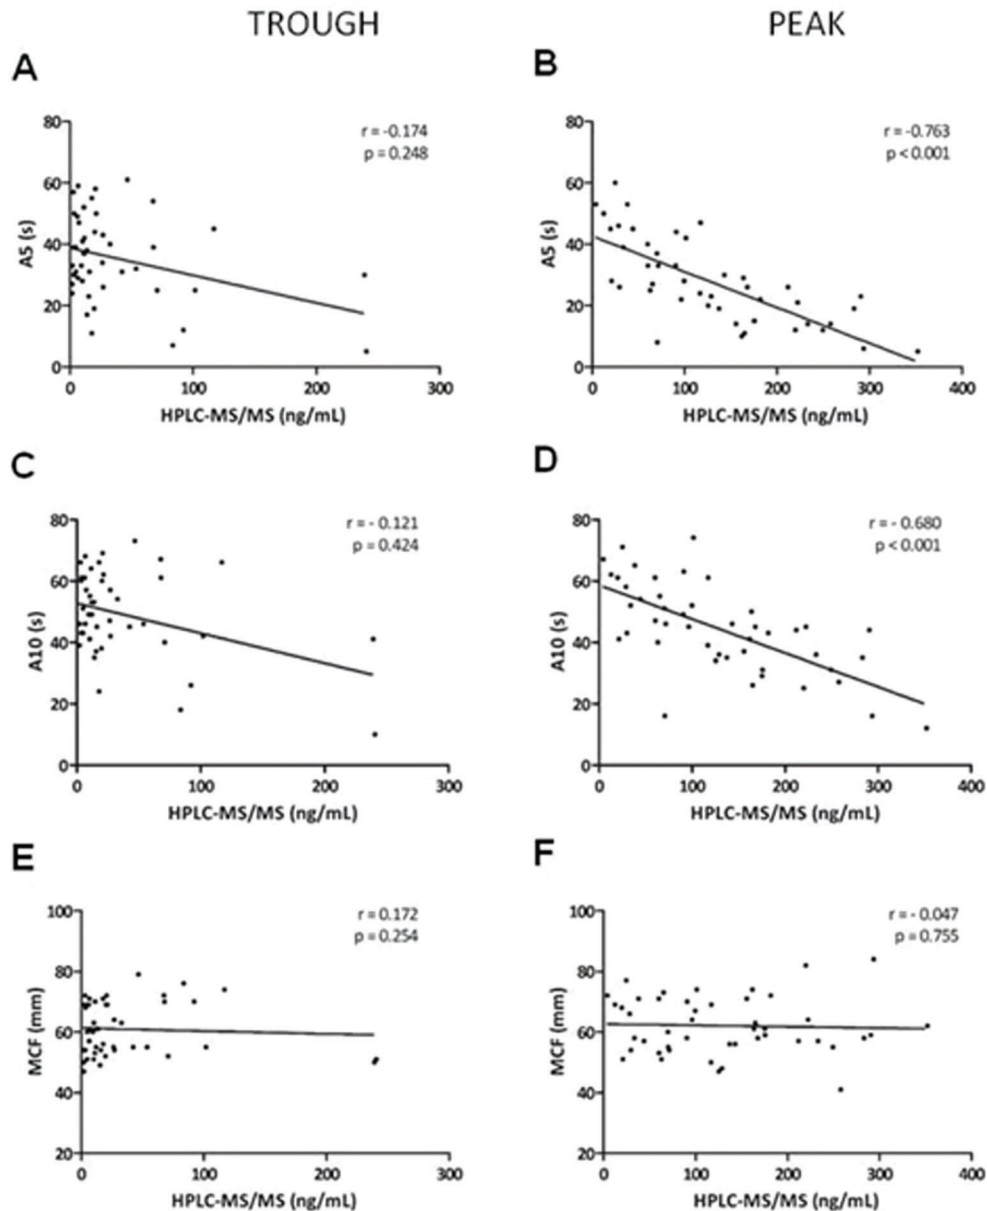 TROUGH
PEAK
A
B
r = -0.174
p = 0.248
r = -0.763
p < 0.001
A5 (s)
80
60
40
20
0
0 100 200 300
HPLC-MS/MS (ng/mL)
A5 (s)
80
60
40
20
0
0 100 200 300 400
HPLC-MS/MS (ng/mL)
C
D
r = - 0.121
p = 0.424
r = - 0.680
p < 0.001
A10 (s)
80
60
40
20
0
0 100 200 300
HPLC-MS/MS (ng/mL)
A10 (s)
80
60
40
20
0
0 100 200 300 400
HPLC-MS/MS (ng/mL)
E
F
r = 0.172
p = 0.254
r = - 0.047
p = 0.755
MCF (mm)
100
80
60
40
20
0 100 200 300
HPLC-MS/MS (ng/mL)
MCF (mm)
100
80
60
40
20
0 100 200 300 400
HPLC-MS/MS (ng/mL)